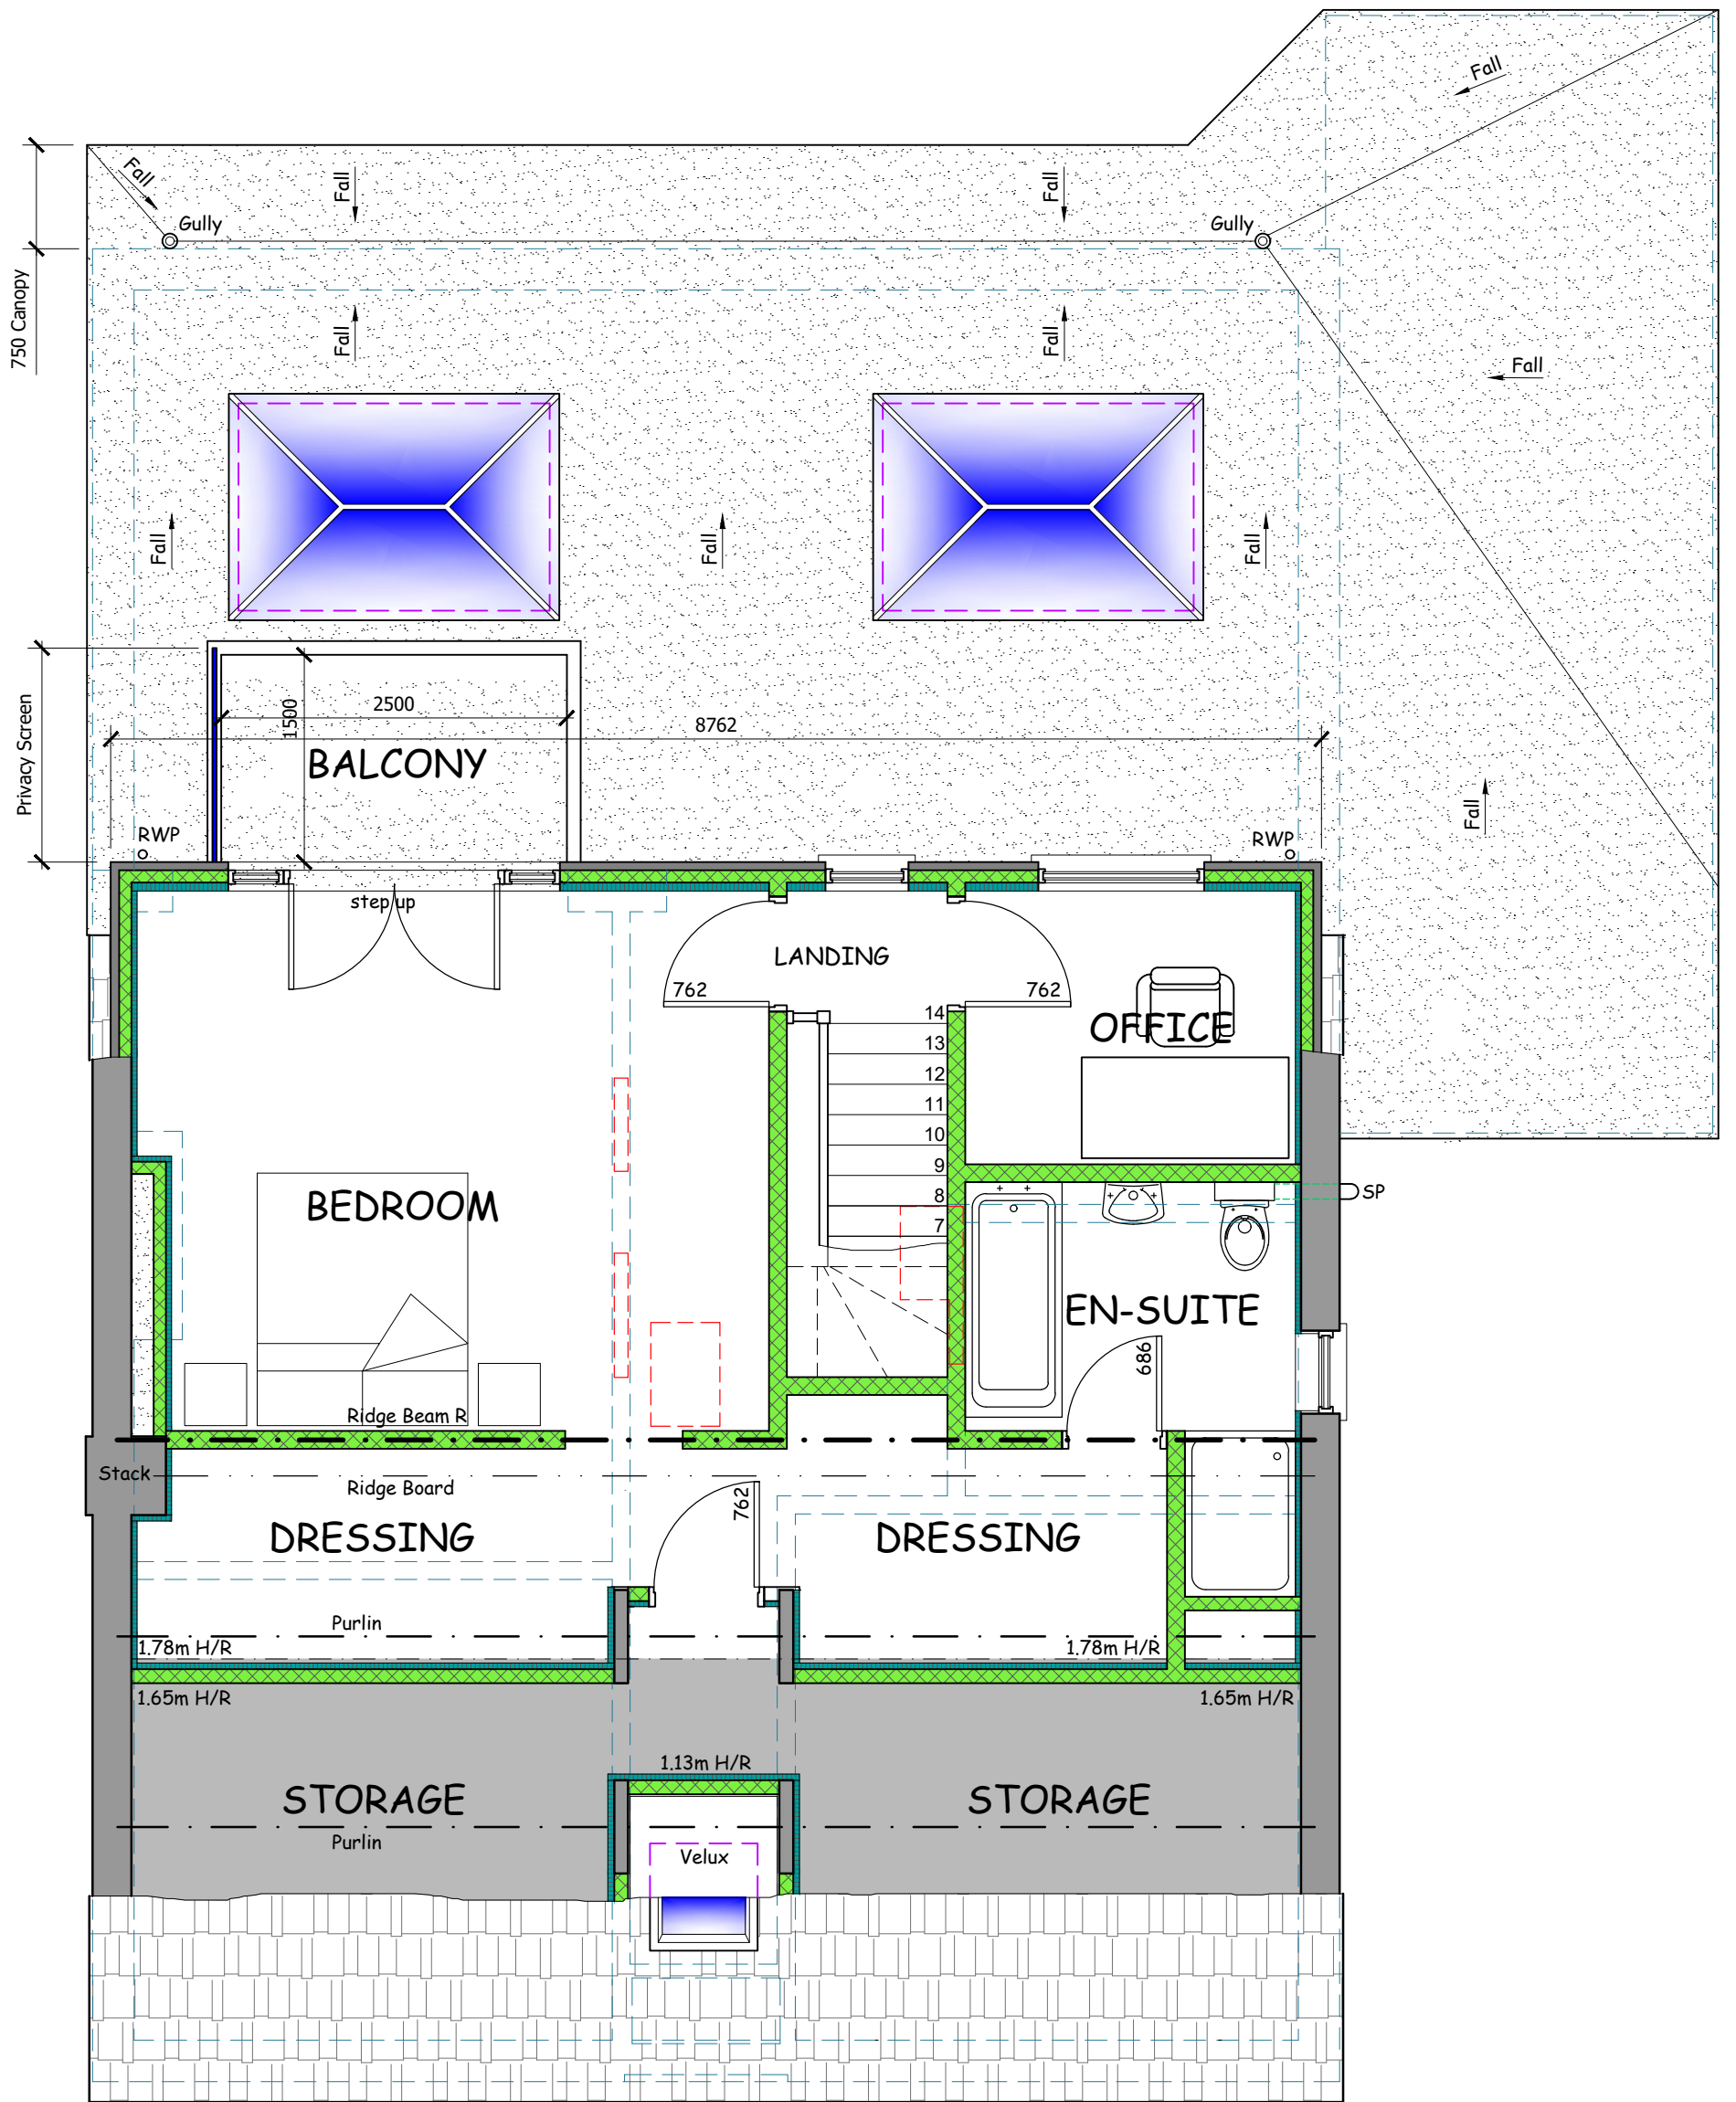 Fall
Fall
Fall
Fall
Gully
Gully
750 Canopy
Fall
Fall
Fall
Fall
Fall
Fall
Privacy Screen
2500
1500
8762
BALCONY
Fall
RWP
RWP
step up
LANDING
762
762
14
OFFICE
13
12
11
10
9
8
SP
BEDROOM
7
EN-SUITE
686
Ridge Beam R
Stack
Ridge Board
762
DRESSING
DRESSING
Purlin
1.78m H/R
1.78m H/R
1.65m H/R
1.65m H/R
1.13m H/R
STORAGE
STORAGE
Purlin
Velux